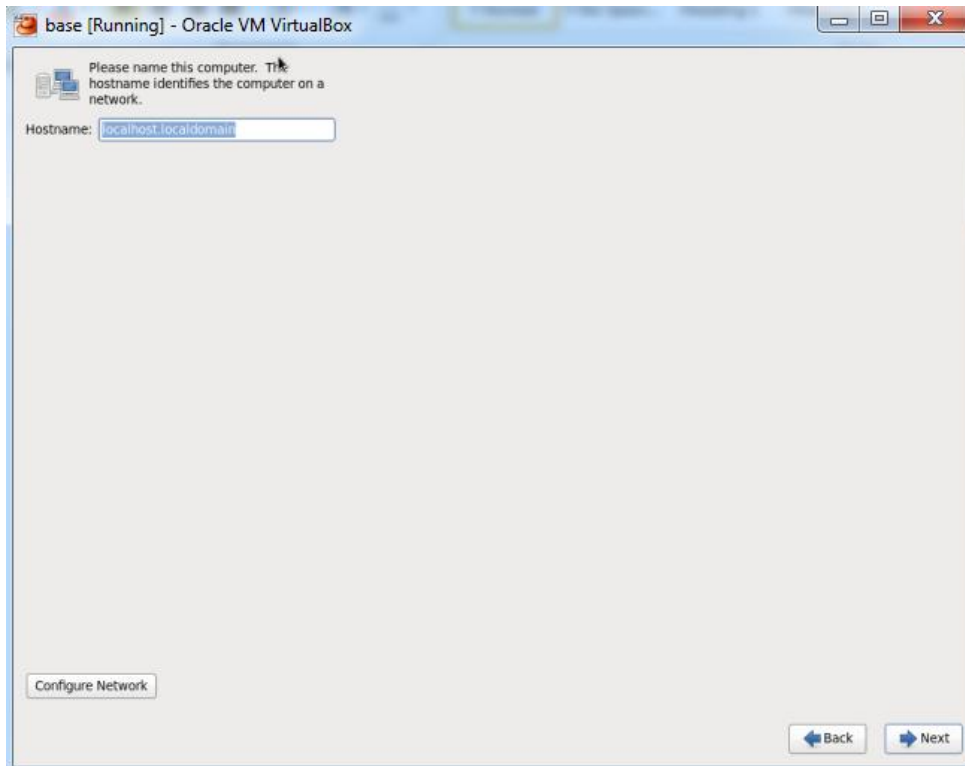 base [Running] - Oracle VM VirtualBox
Please name this computer. The
hostname identifies the computer on a
network.
Hostname: localhost.localdomain
Configure Network
Back
Next